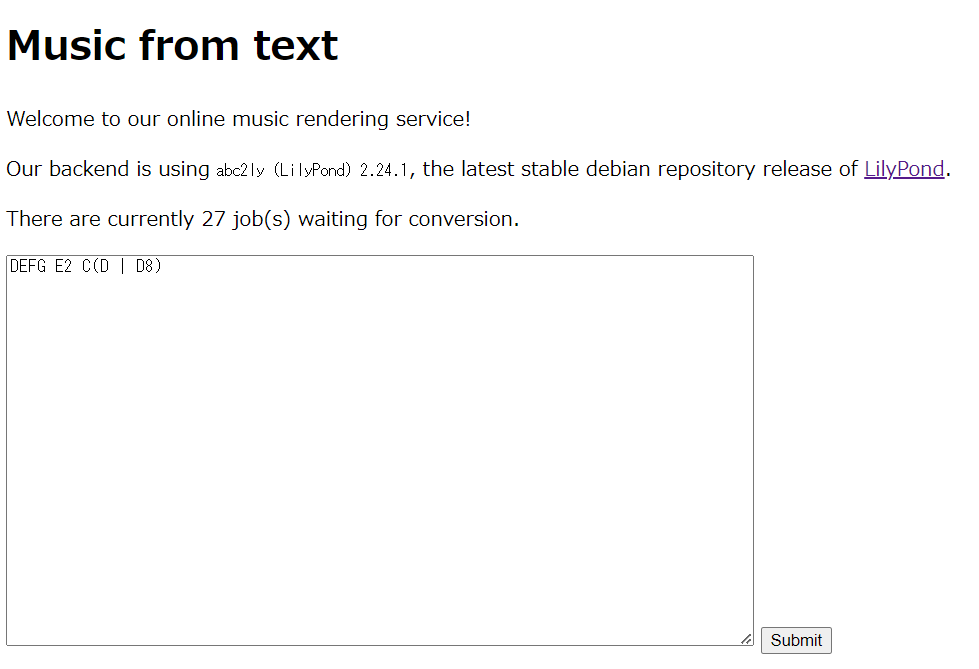 Music from text
Welcome to our online music rendering service!
Our backend is using abc2ly (LilyPond) 2.24.1, the latest stable debian repository release of LilyPond.
There are currently 27 job(s) waiting for conversion.
DEFG E2 C(D | D8)
Submit